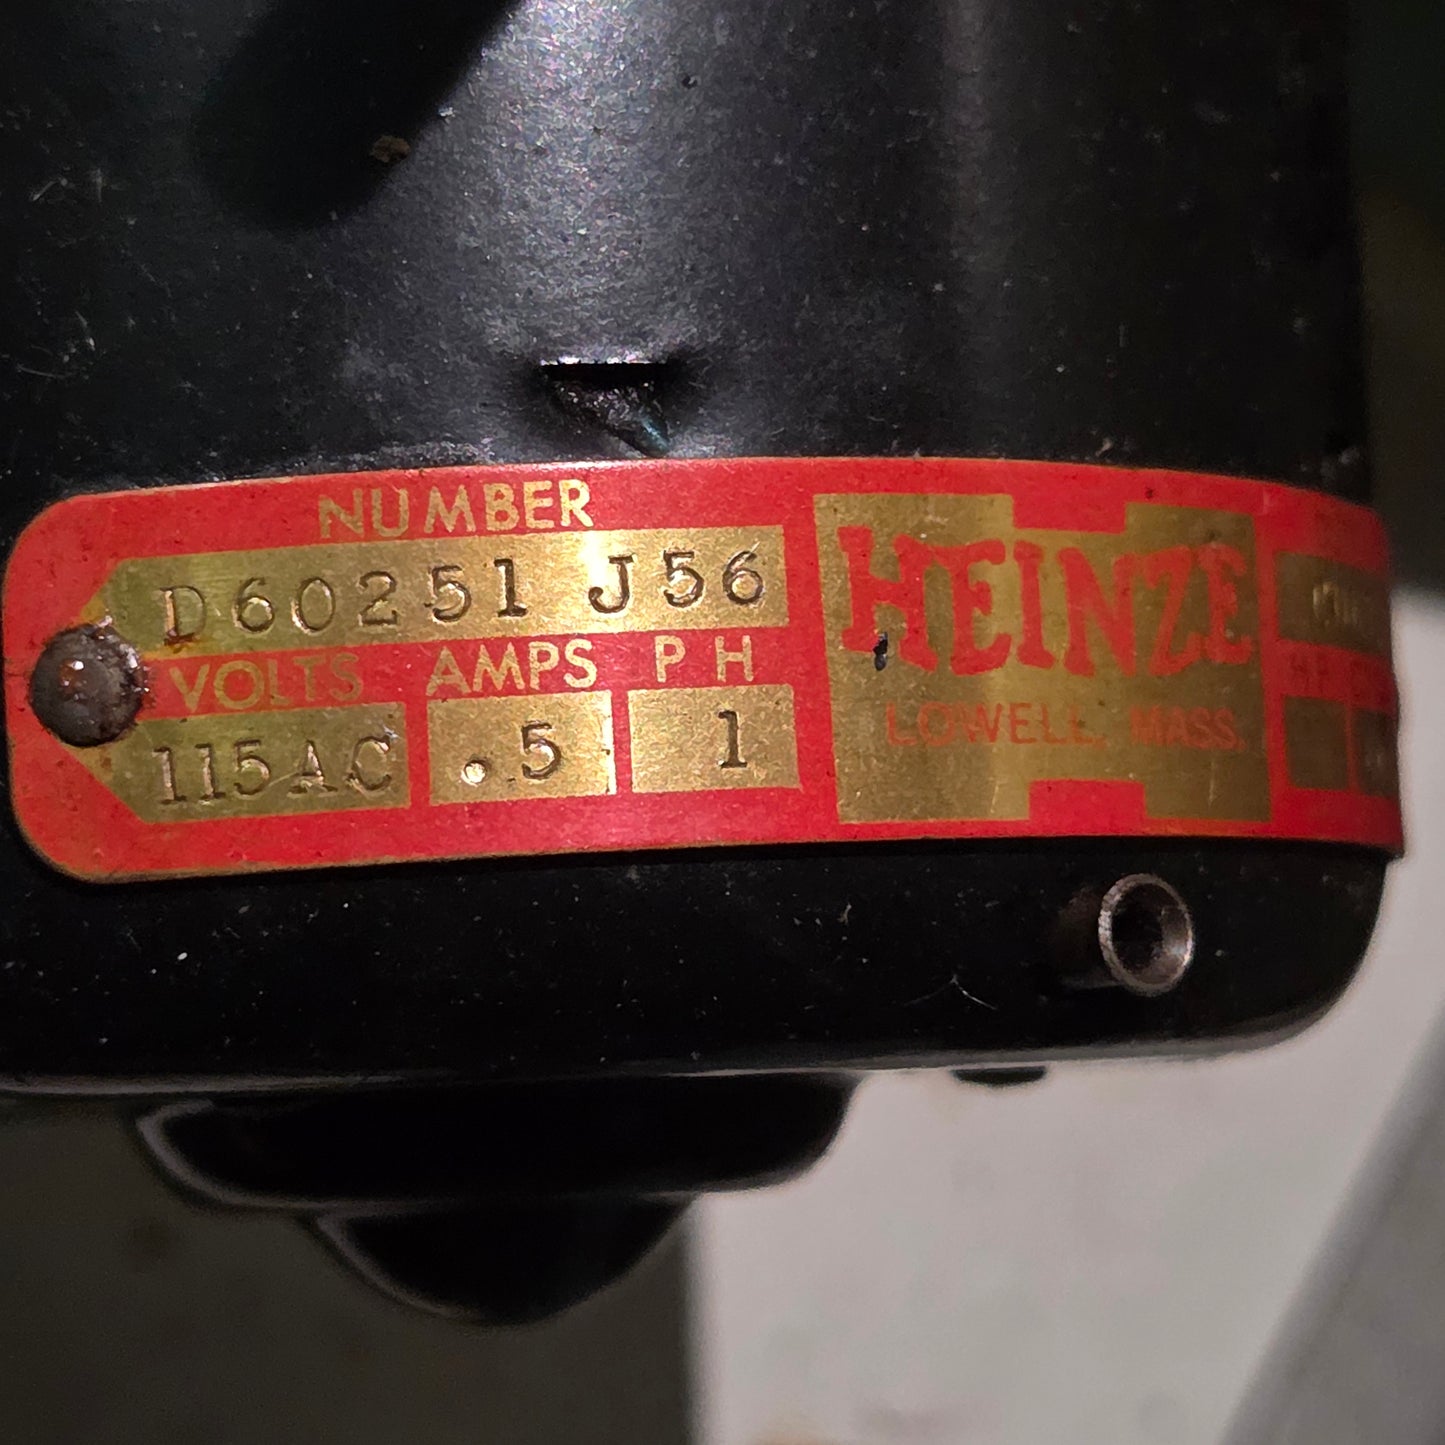 NUMBER
D60251 J56
VOLTS AMPS PH
115AC .5 1
HEINZE
LOWELL, MASS.